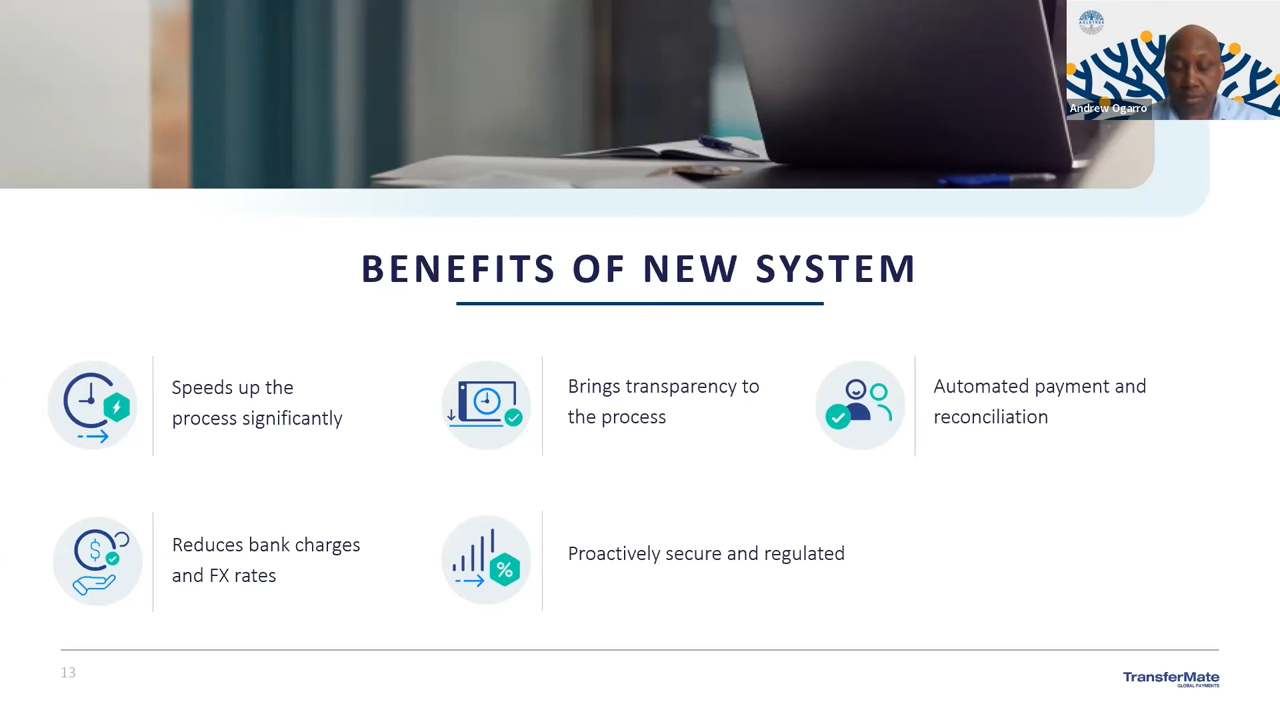 Andrew Ogarro
BENEFITS OF NEW SYSTEM
Speeds up the
process significantly
Brings transparency to
the process
Automated payment and
reconciliation
$
Reduces bank charges
and FX rates
%
Proactively secure and regulated
13
TransferMate
GLOBAL PAYMENTS